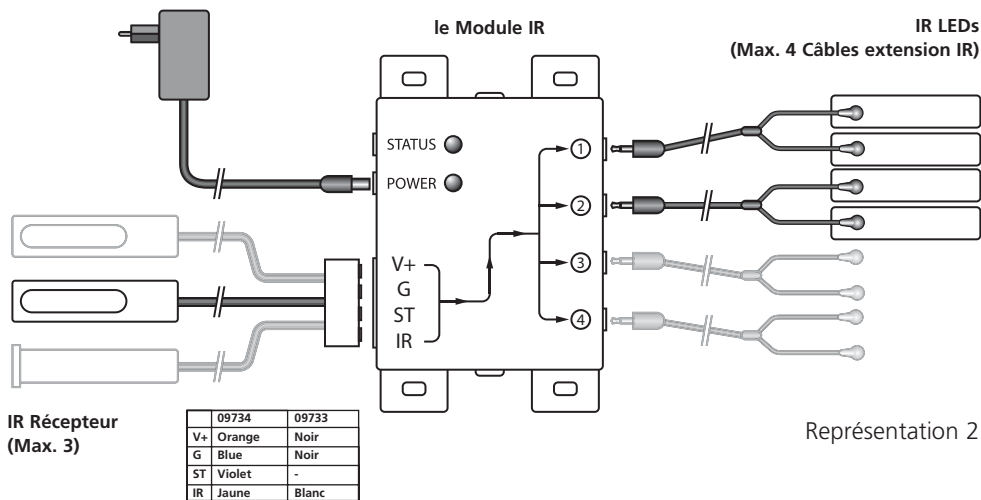 le Module IR
IR LEDs
(Max. 4 Câbles extension IR)
STATUS
POWER
1
2
3
4
V+
G
ST
IR
IR Récepteur
(Max. 3)
09734 09733
V+ Orange Noir
G Blue Noir
ST Violet -
IR Jaune Blanc
Représentation 2